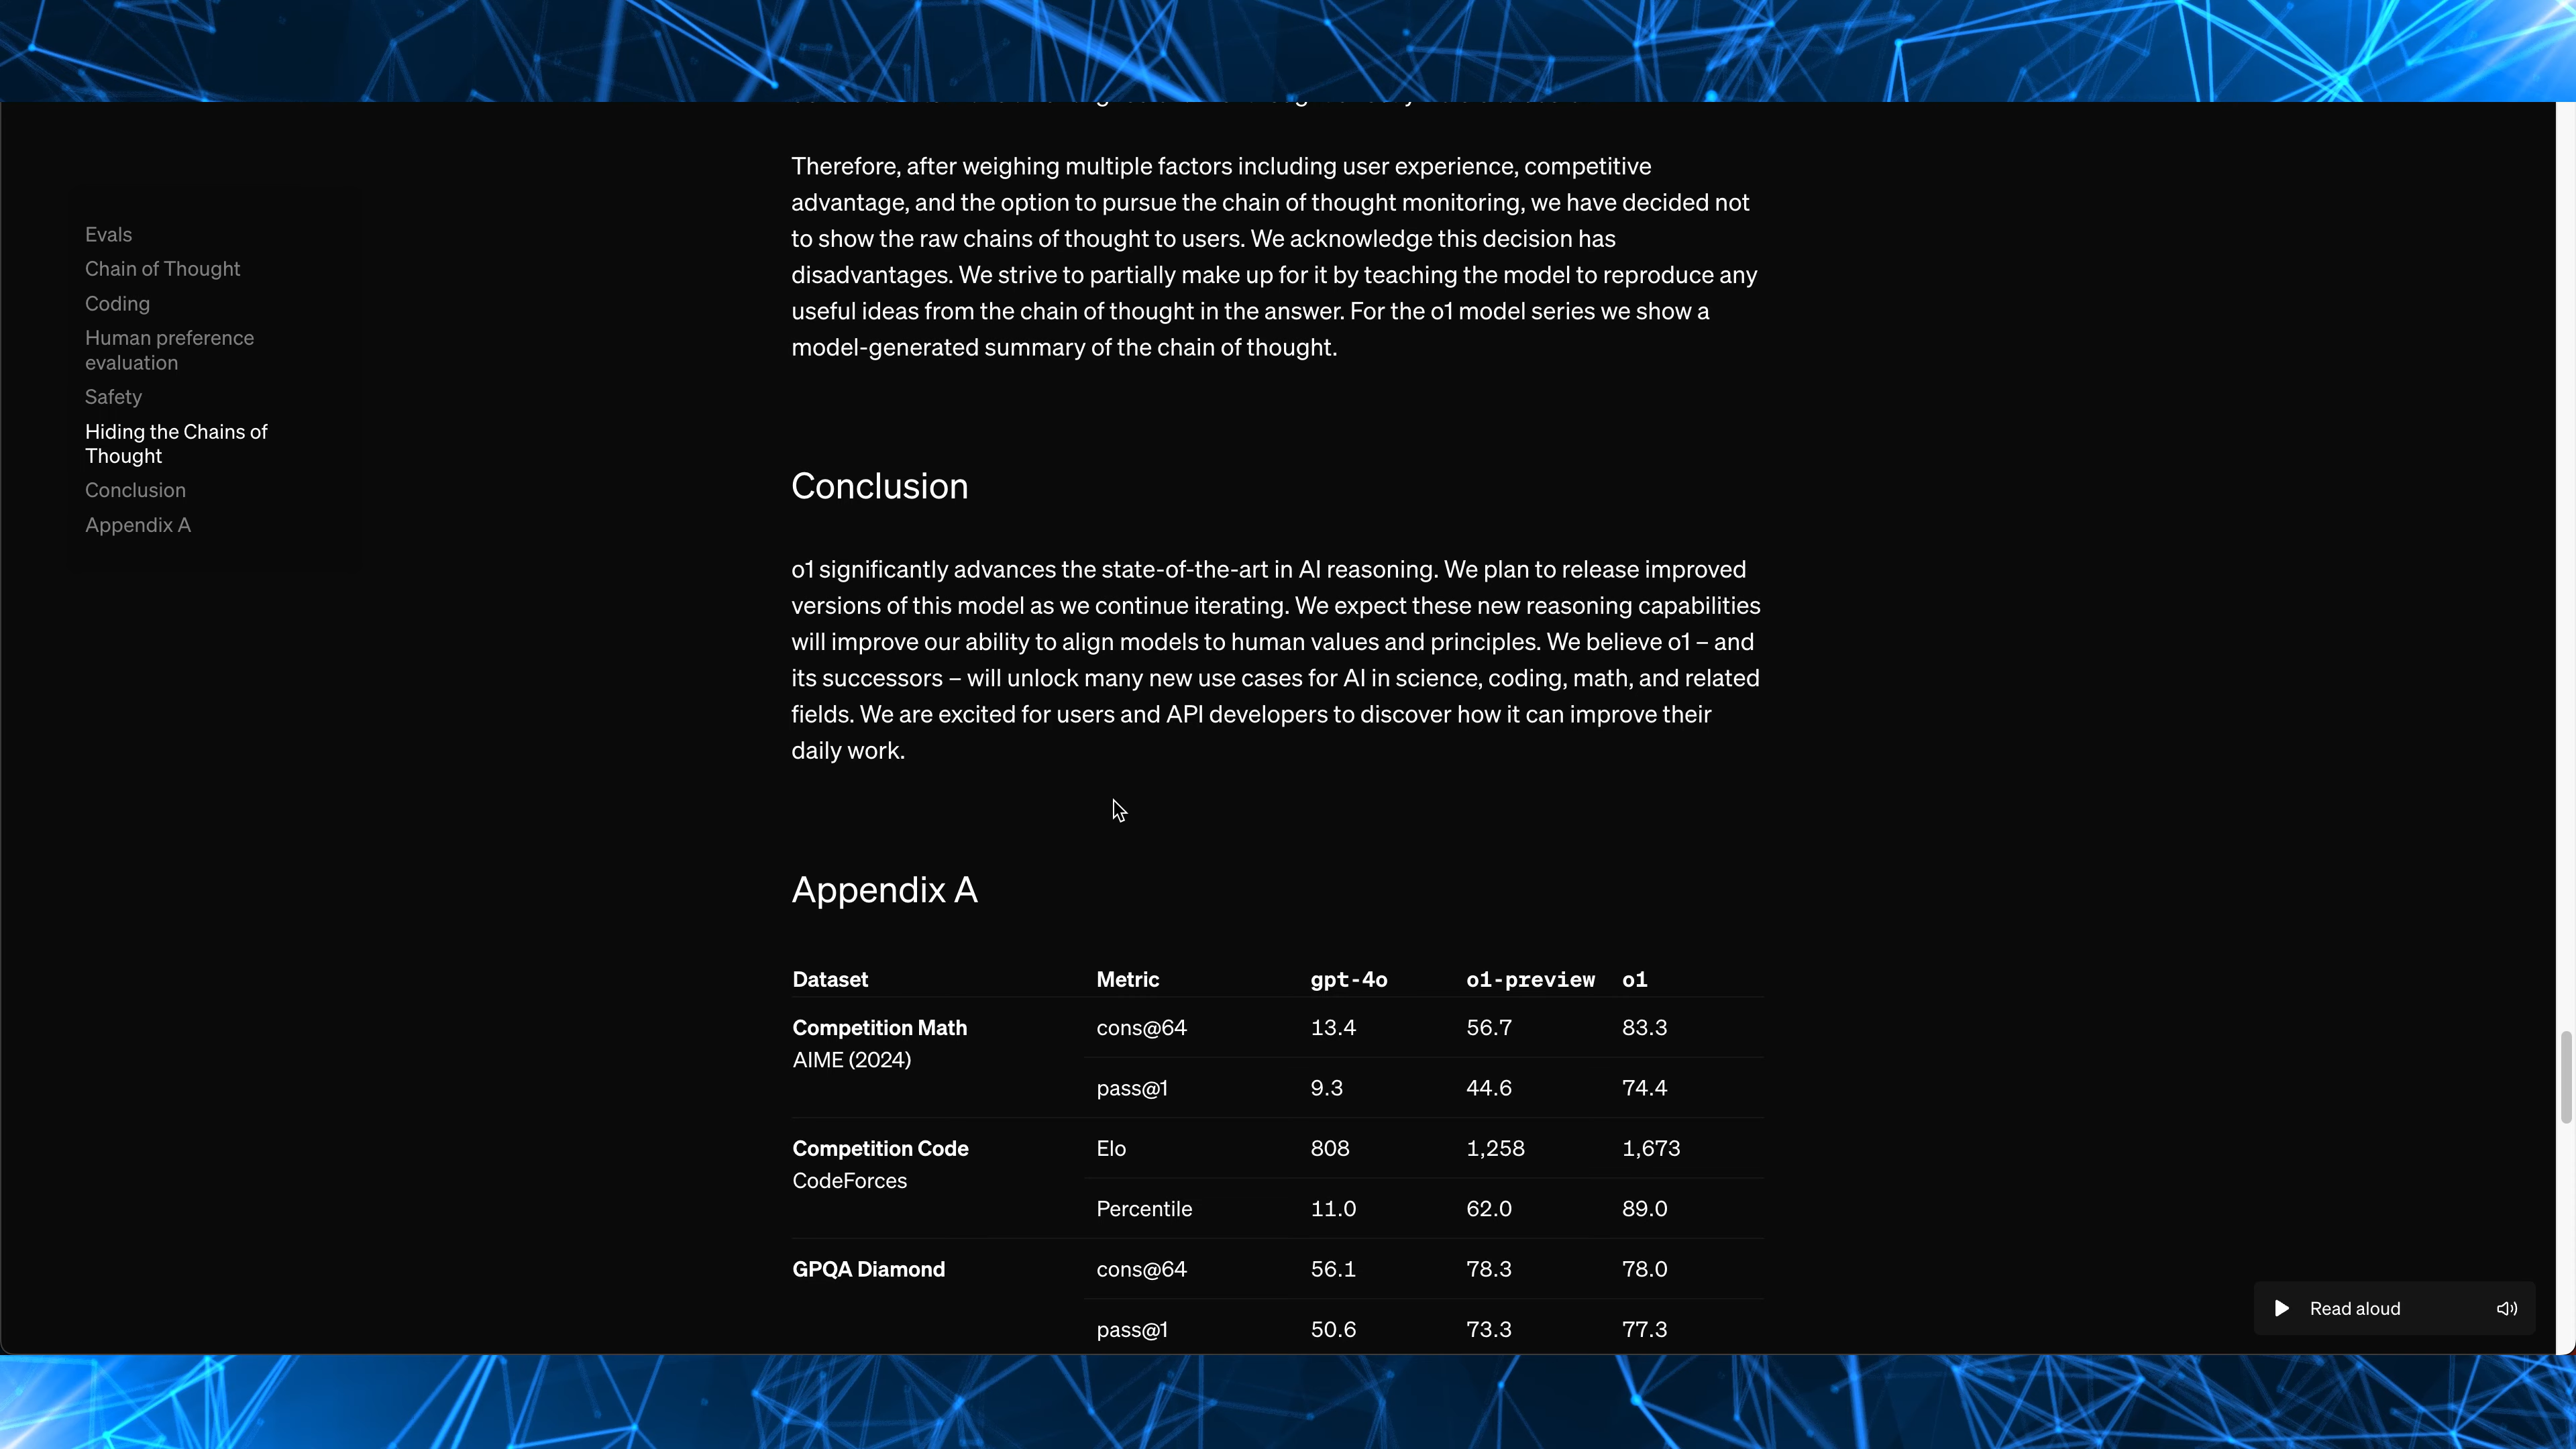 Evals
Chain of Thought
Coding
Human preference
evaluation
Safety
Hiding the Chains of
Thought
Conclusion
Appendix A
Therefore, after weighing multiple factors including user experience, competitive
advantage, and the option to pursue the chain of thought monitoring, we have decided not
to show the raw chains of thought to users. We acknowledge this decision has
disadvantages. We strive to partially make up for it by teaching the model to reproduce any
useful ideas from the chain of thought in the answer. For the o1 model series we show a
model-generated summary of the chain of thought.
Conclusion
o1 significantly advances the state-of-the-art in AI reasoning. We plan to release improved
versions of this model as we continue iterating. We expect these new reasoning capabilities
will improve our ability to align models to human values and principles. We believe o1 – and
its successors – will unlock many new use cases for AI in science, coding, math, and related
fields. We are excited for users and API developers to discover how it can improve their
daily work.
Appendix A
Dataset Metric gpt-4o o1-preview o1
Competition Math cons@64 13.4 56.7 83.3
AIME (2024)
pass@1 9.3 44.6 74.4
Competition Code Elo 808 1,258 1,673
CodeForces
Percentile 11.0 62.0 89.0
GPQA Diamond cons@64 56.1 78.3 78.0
pass@1 50.6 73.3 77.3
Read aloud